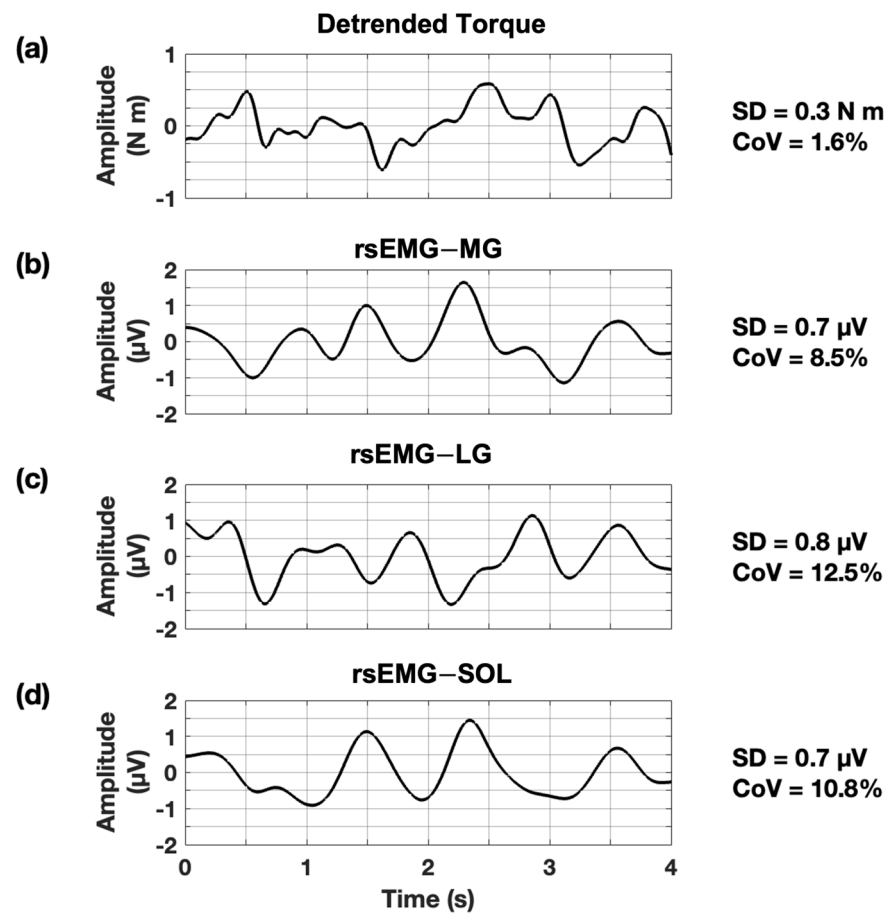 Detrended Torque
(a)
Amplitude
(N m)
1
0
-1
SD = 0.3 N m
CoV = 1.6%
rsEMG−MG
(b)
Amplitude
(µV)
2
1
0
-1
-2
SD = 0.7 µV
CoV = 8.5%
rsEMG−LG
(c)
Amplitude
(µV)
2
1
0
-1
-2
SD = 0.8 µV
CoV = 12.5%
rsEMG−SOL
(d)
Amplitude
(µV)
2
1
0
-1
-2
SD = 0.7 µV
CoV = 10.8%
0 1 2 3 4
Time (s)